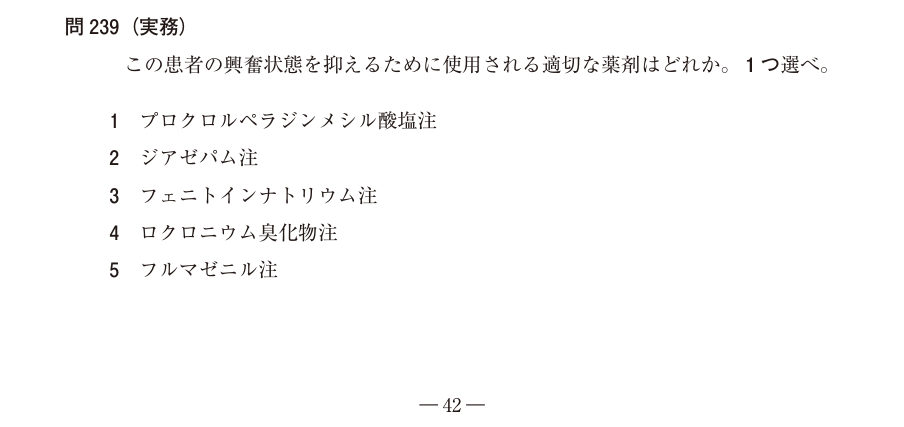 問 239（実務）
この患者の興奮状態を抑えるために使用される適切な薬剤はどれか。1つ選べ。
1 プロクロルペラジンメシル酸塩注
2 ジアゼパム注
3 フェニトインナトリウム注
4 ロクロニウム臭化物注
5 フルマゼニル注
— 42 —